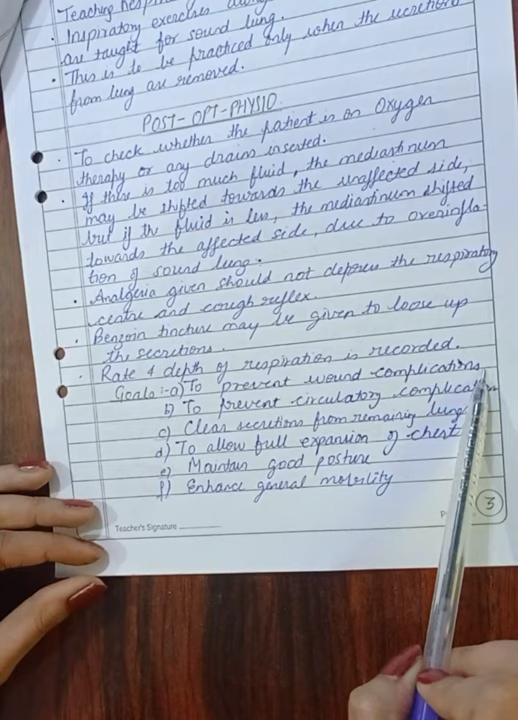 Teaching
. Inspiratory exercises
are taught for sound lung.
. This is to be practiced only when the secretions
from lung are removed.
POST-OPT-PHYSIO
. To check whether the patient is on Oxygen
therapy or any drains inserted.
. If there is too much fluid, the mediastinum
may be shifted towards the unaffected side,
but if the fluid is less, the mediastinum shifted
towards the affected side, due to overinfla-
tion of sound lung.
. Analgesia given should not depress the respiratory
centre and cough reflex.
. Benzoin tincture may be given to loose up
the secretions.
. Rate & depth of respiration is recorded.
Goals :- a) To prevent wound complications
b) To prevent circulatory complication
c) Clear secretions from remaining lung
d) To allow full expansion of chest
e) Maintain good posture
f) Enhance general mobility
Teacher's Signature
3